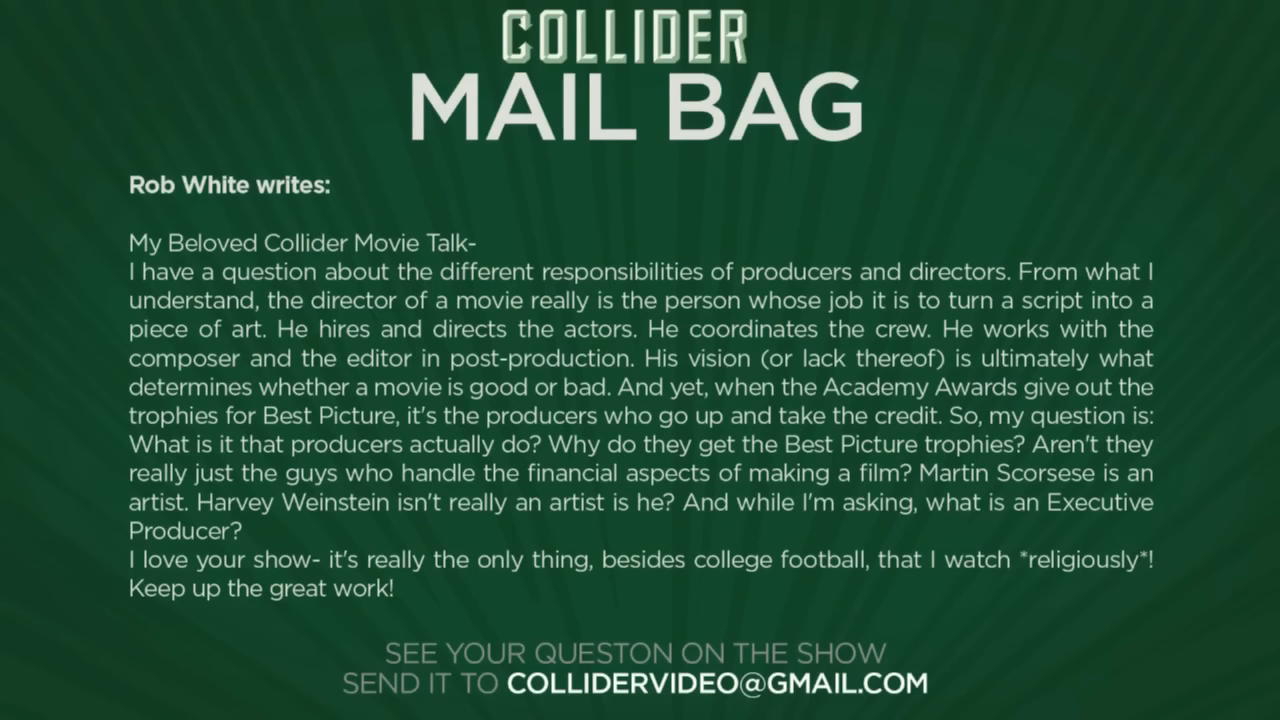 COLLIDER
MAIL BAG
Rob White writes:
My Beloved Collider Movie Talk-
I have a question about the different responsibilities of producers and directors. From what I
understand, the director of a movie really is the person whose job it is to turn a script into a
piece of art. He hires and directs the actors. He coordinates the crew. He works with the
composer and the editor in post-production. His vision (or lack thereof) is ultimately what
determines whether a movie is good or bad. And yet, when the Academy Awards give out the
trophies for Best Picture, it's the producers who go up and take the credit. So, my question is:
What is it that producers actually do? Why do they get the Best Picture trophies? Aren't they
really just the guys who handle the financial aspects of making a film? Martin Scorsese is an
artist. Harvey Weinstein isn't really an artist is he? And while I'm asking, what is an Executive
Producer?
I love your show- it's really the only thing, besides college football, that I watch *religiously*!
Keep up the great work!
SEE YOUR QUESTON ON THE SHOW
SEND IT TO COLLIDERVIDEO@GMAIL.COM